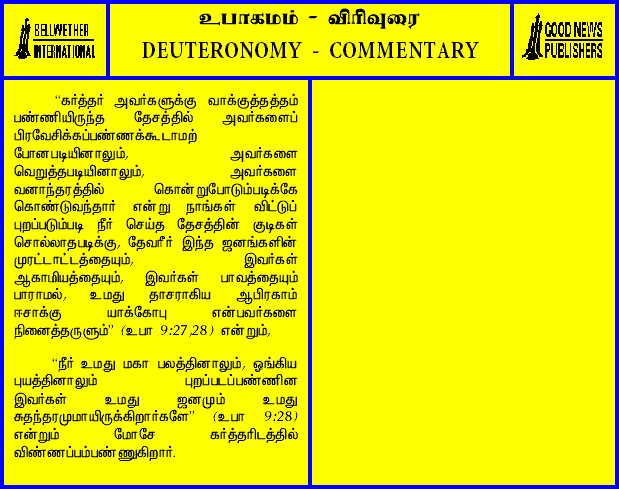 BELLWETHER
INTERNATIONAL
உபாகமம் - விரிவுரை
DEUTERONOMY - COMMENTARY
GOOD NEWS
PUBLISHERS
“கர்த்தர் அவர்களுக்கு வாக்குத்தத்தம்
பண்ணியிருந்த தேசத்தில் அவர்களைப்
பிரவேசிக்கப்பண்ணக்கூடாமற்
போனபடியினாலும், அவர்களை
வெறுத்தபடியினாலும், அவர்களை
வனாந்தரத்தில் கொன்றுபோடும்படிக்கே
கொண்டுவந்தார் என்று நாங்கள் விட்டுப்
புறப்படும்படி நீர் செய்த தேசத்தின் குடிகள்
சொல்லாதபடிக்கு, தேவரீர் இந்த ஜனங்களின்
முரட்டாட்டத்தையும், இவர்கள்
ஆகாமியத்தையும், இவர்கள் பாவத்தையும்
பாராமல், உமது தாசராகிய ஆபிரகாம்
ஈசாக்கு யாக்கோபு என்பவர்களை
நினைத்தருளும்” (உபா 9:27,28) என்றும்,
“நீர் உமது மகா பலத்தினாலும், ஓங்கிய
புயத்தினாலும் புறப்படப்பண்ணின
இவர்கள் உமது ஜனமும் உமது
சுதந்தரமுமாயிருக்கிறார்களே” (உபா 9:28)
என்றும் மோசே கர்த்தரிடத்தில்
விண்ணப்பம்பண்ணுகிறார்.